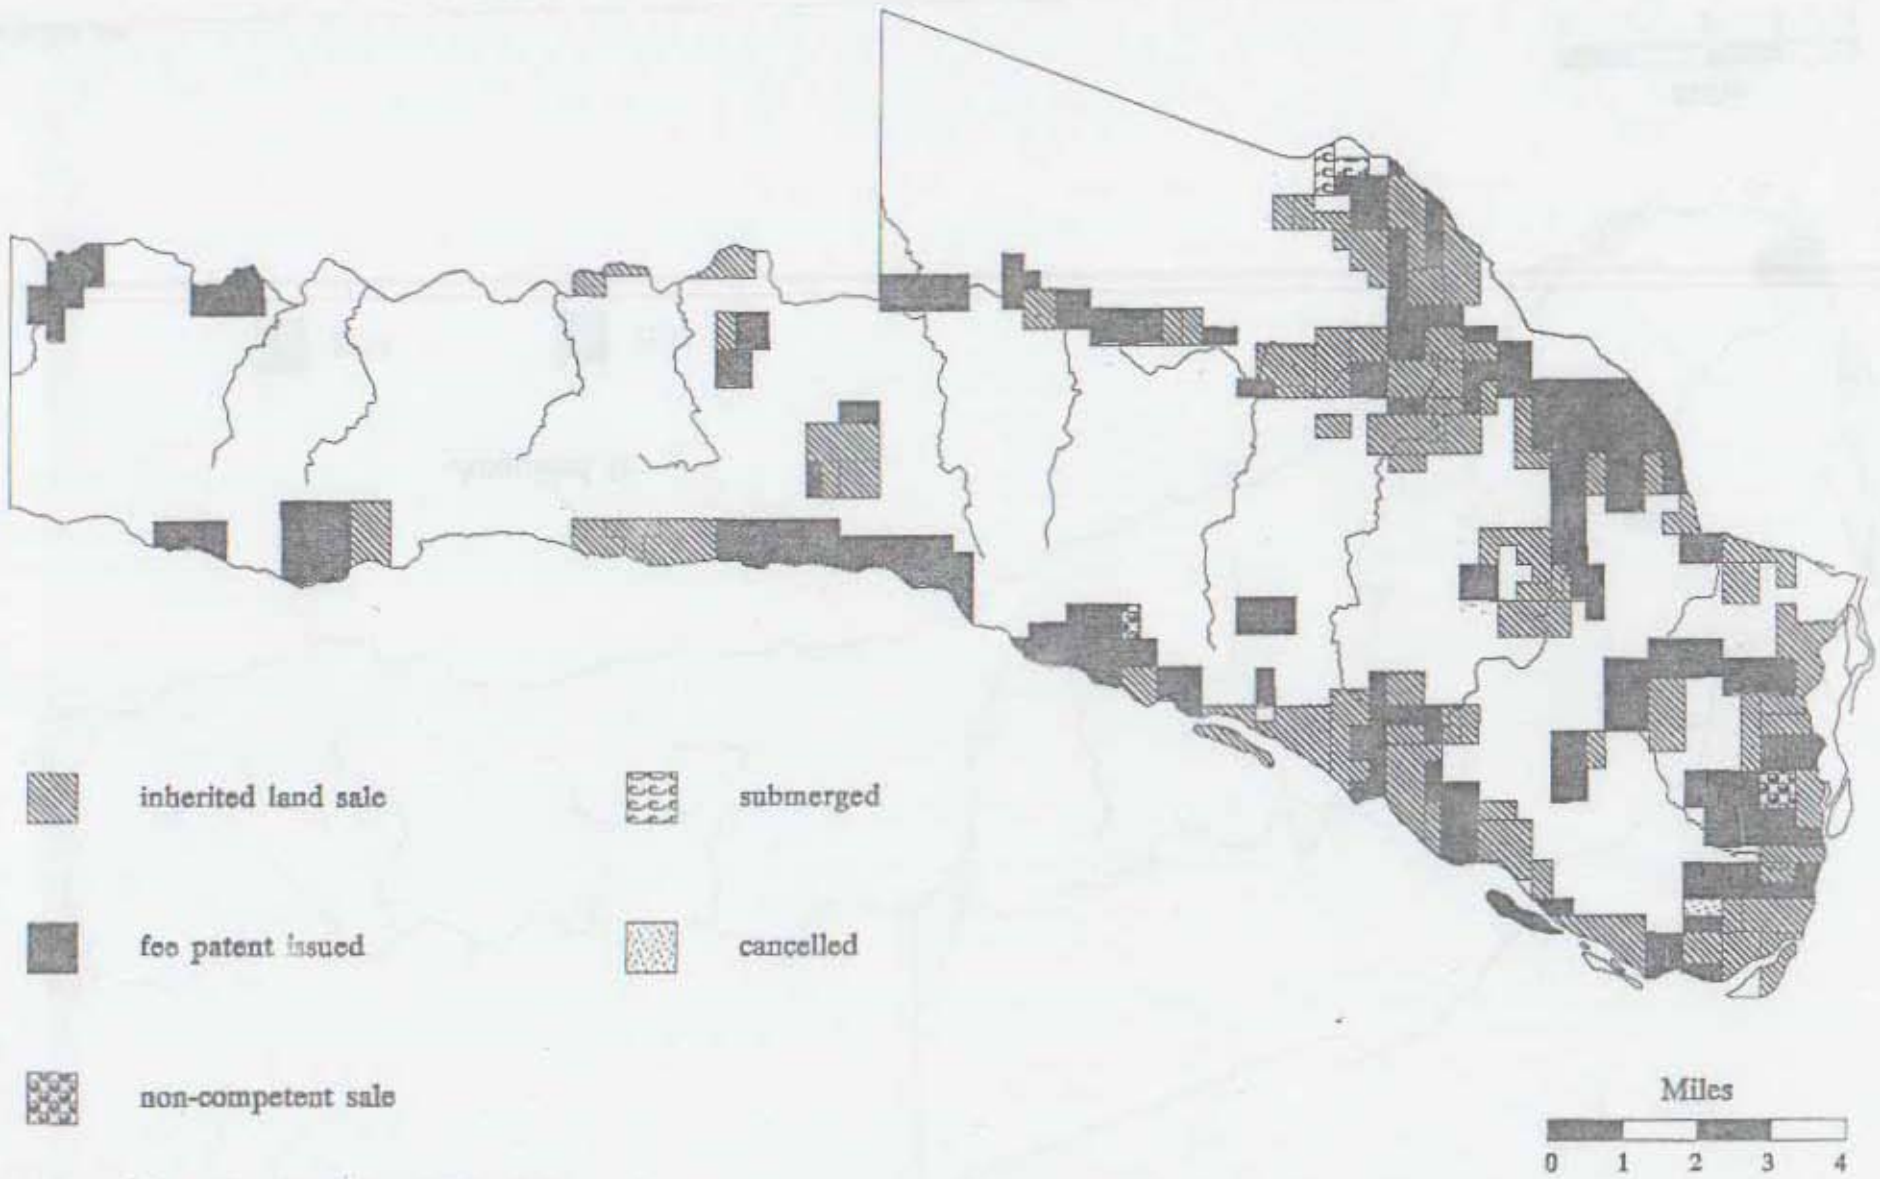 inherited land sale
submerged
fee patent issued
cancelled
non-competent sale
Miles
0 1 2 3 4